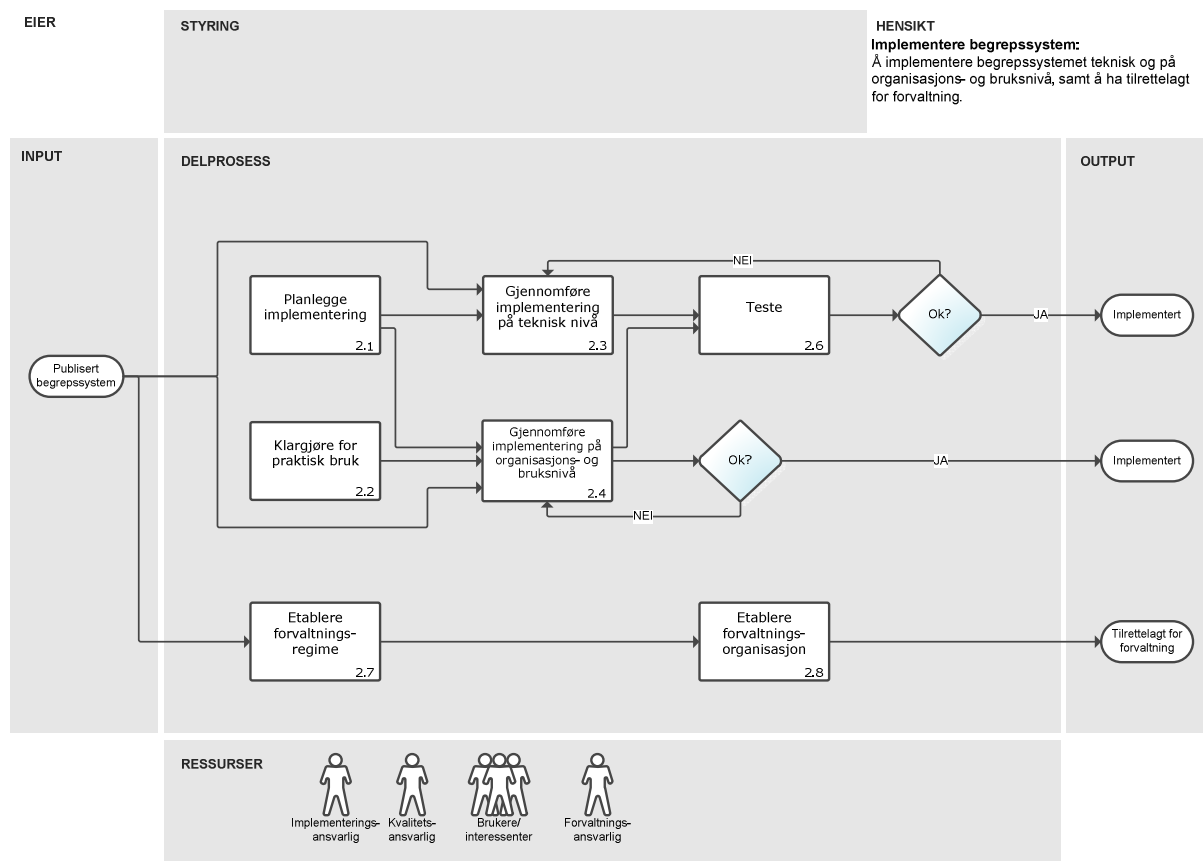 EIER
STYRING
HENSIKT
Implementere begrepssystem:
Å implementere begrepssystemet teknisk og på
organisasjons- og bruksnivå, samt å ha tilrettelagt
for forvaltning.
INPUT
DELPROSESS
OUTPUT
NEI
Planlegge
implementering
2.1
Gjennomføre
implementering
på teknisk nivå
2.3
Teste
2.6
Ok?
JA
Implementert
Publisert
begrepssystem
Klargjøre for
praktisk bruk
2.2
Gjennomføre
implementering på
organisasjons- og
bruksnivå
2.4
Ok?
JA
Implementert
NEI
Etablere
forvaltnings-
regime
2.7
Etablere
forvaltnings-
organisasjon
2.8
Tilrettelagt for
forvaltning
RESSURSER
Implementerings-
ansvarlig
Kvalitets-
ansvarlig
Brukere/
interessenter
Forvaltnings-
ansvarlig